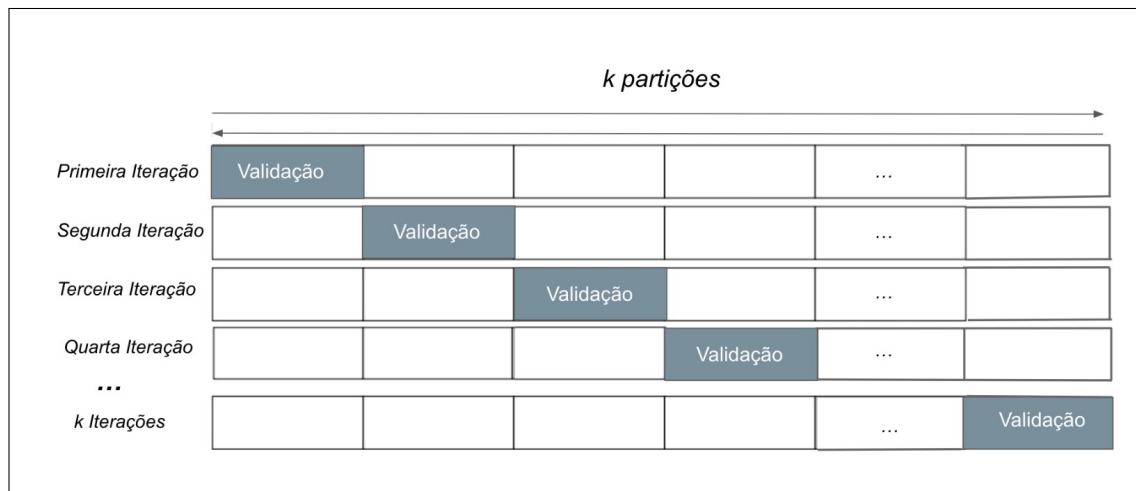 k partições
Primeira Iteração Validação ...
Segunda Iteração Validação ...
Terceira Iteração Validação ...
Quarta Iteração Validação ...
...
k Iterações ... Validação